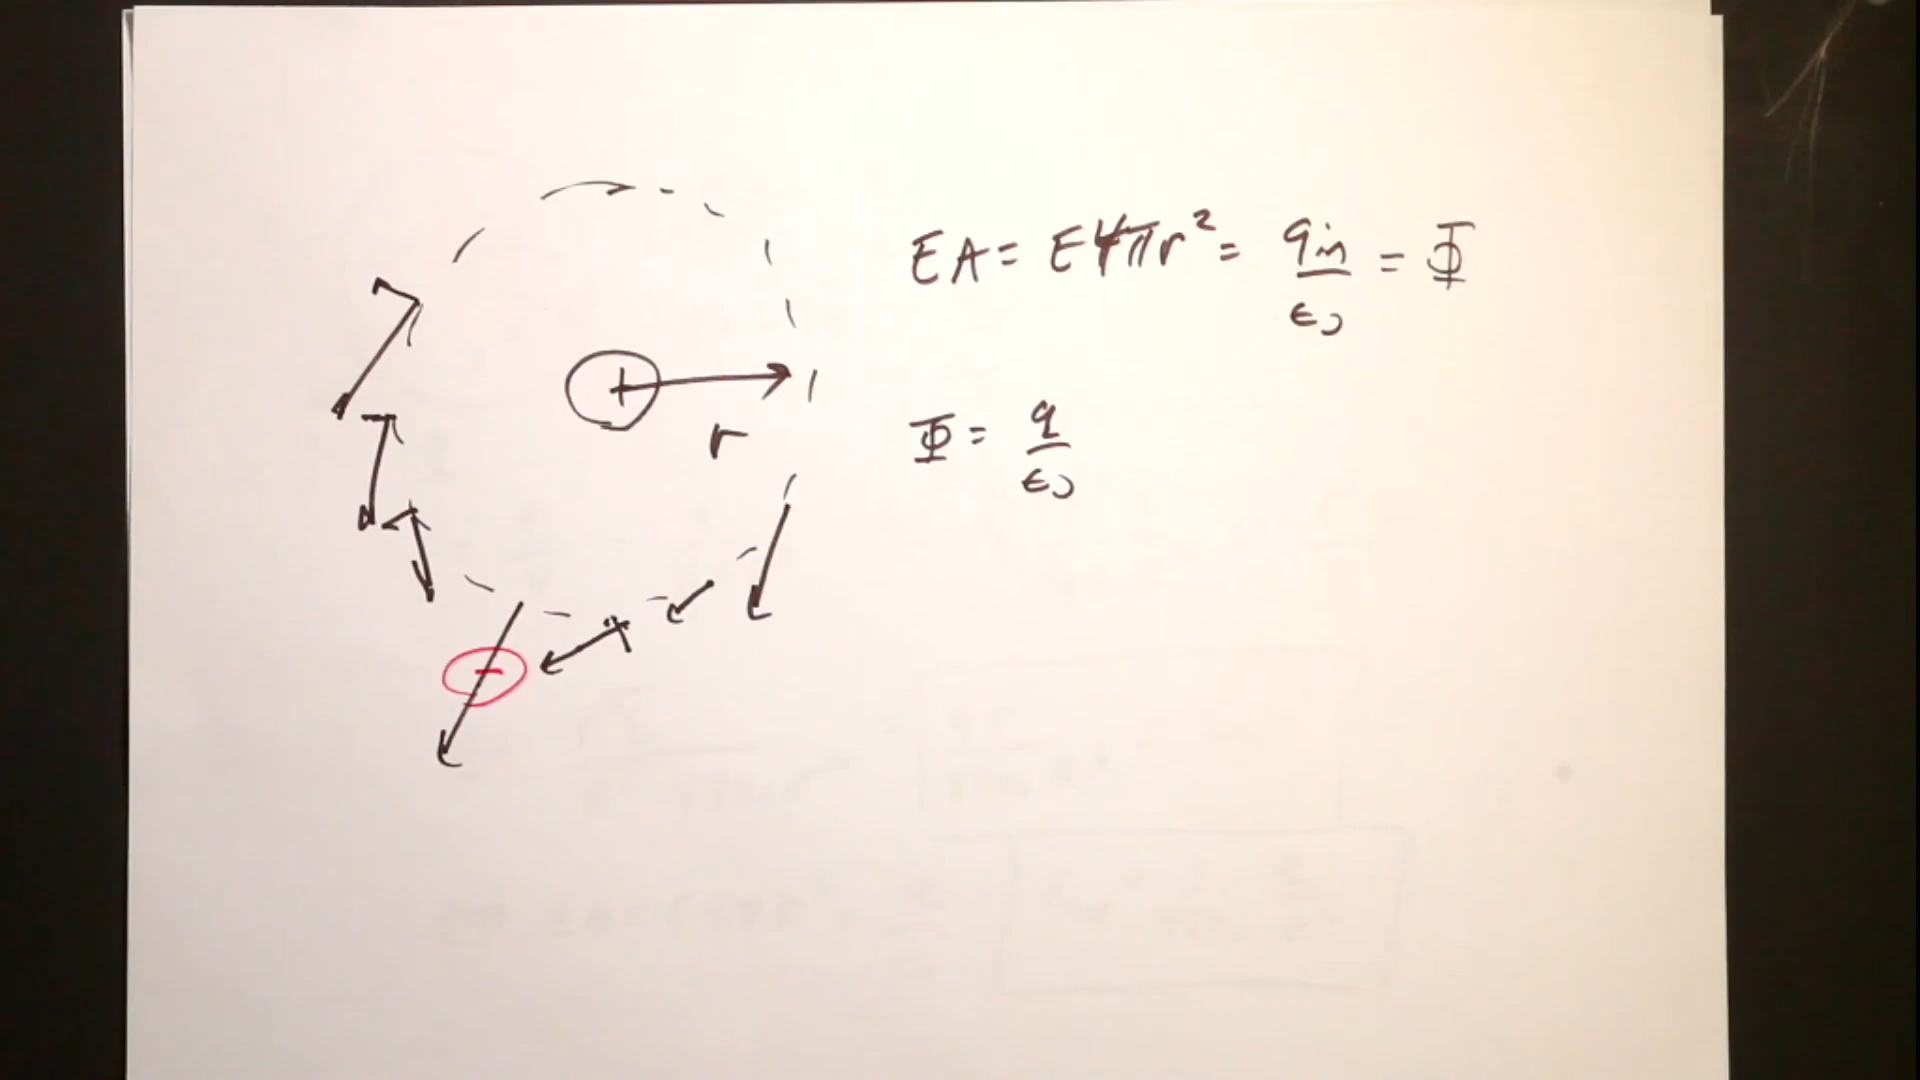 +
r
-
EA = E4πr² = qin/ε0 = Φ
Φ = q/ε0